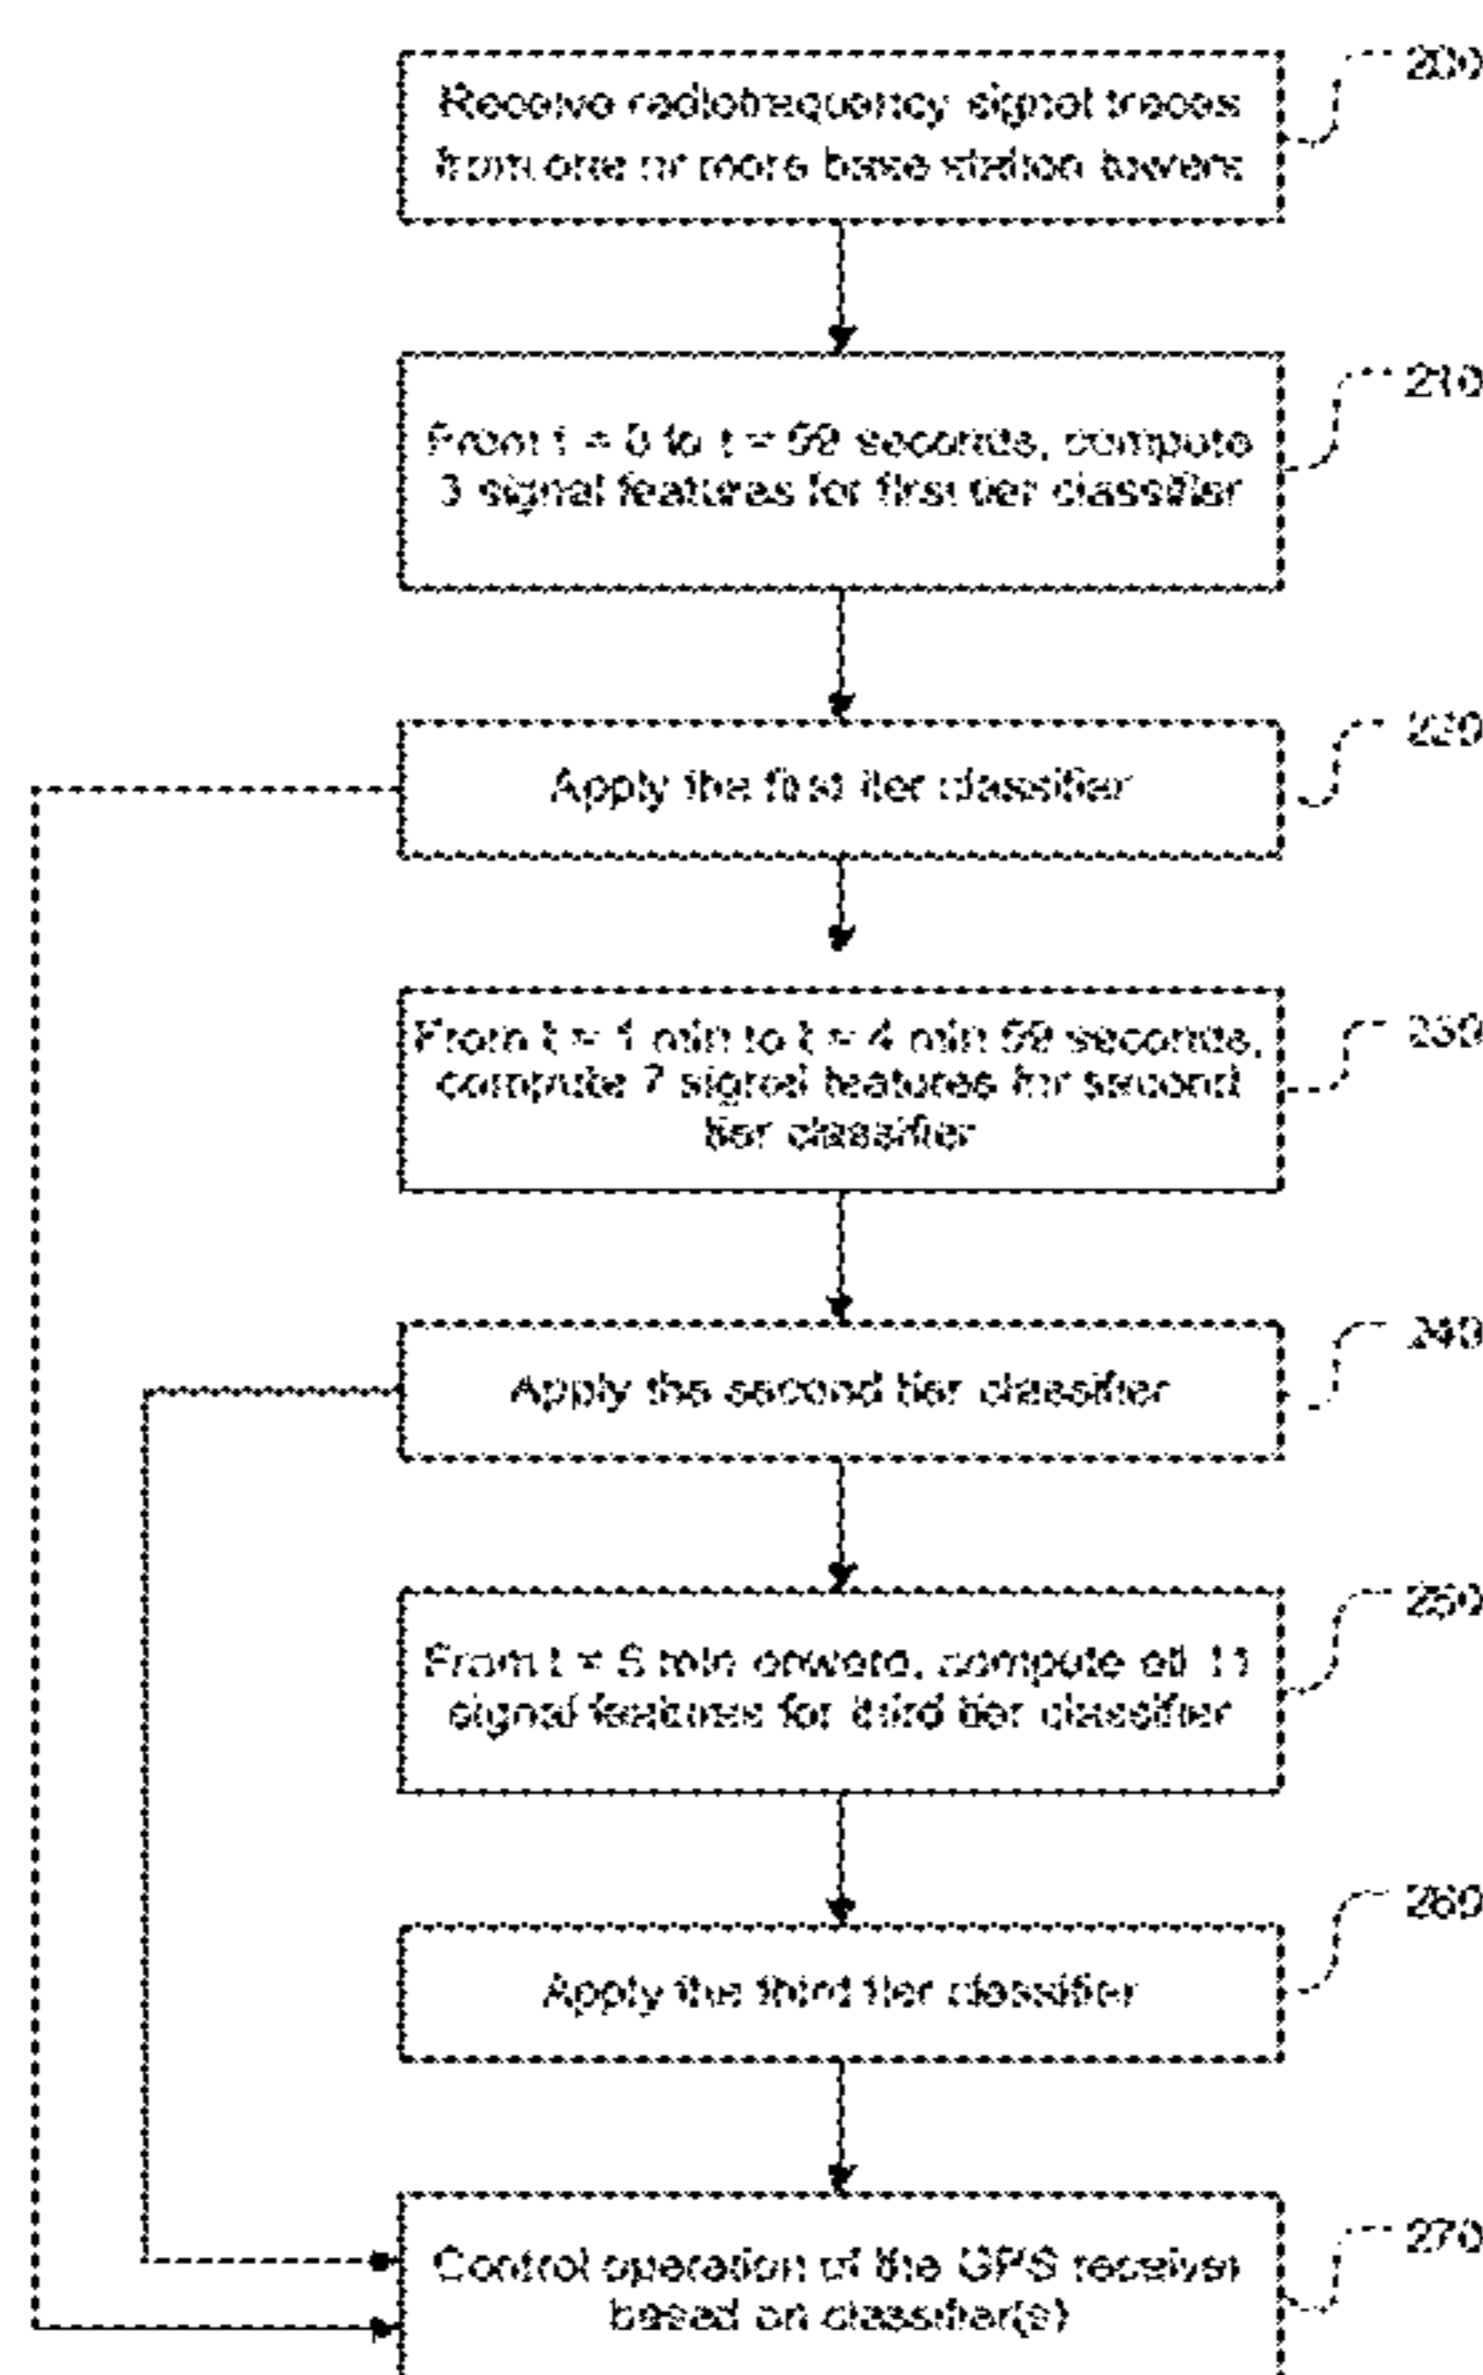 Receive radiofrequency signal traces
from one or more base station towers
200
From t = 0 to t = 59 seconds, compute
3 signal features for first tier classifier
210
Apply the first tier classifier
220
From t = 1 min to t = 4 min 59 seconds,
compute 7 signal features for second
tier classifier
230
Apply the second tier classifier
240
From t = 5 min onward, compute all 11
signal features for third tier classifier
250
Apply the third tier classifier
260
Control operation of the GPS receiver
based on classifier(s)
270